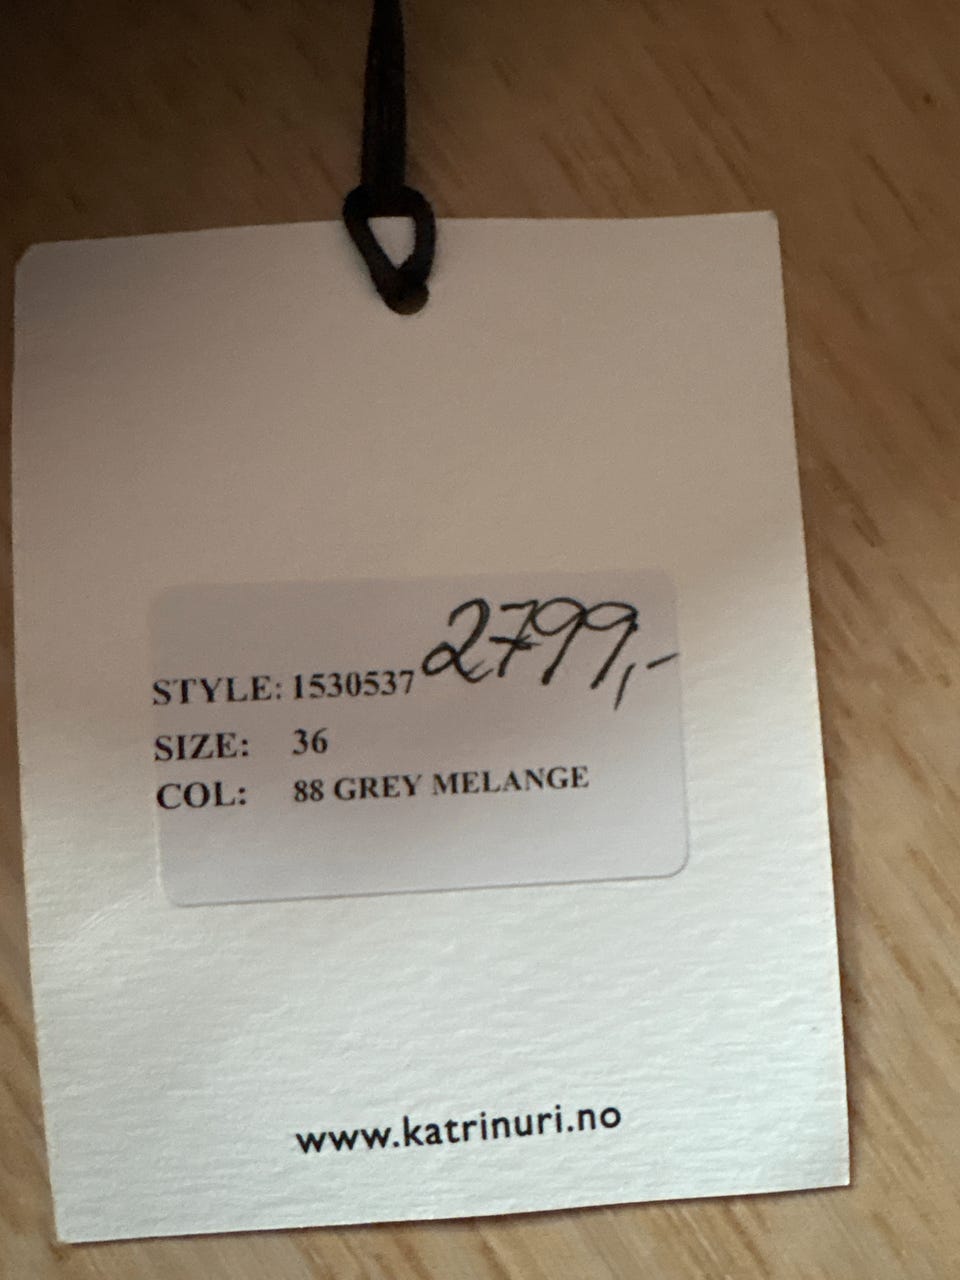 2799,-
STYLE: 1530537
SIZE: 36
COL: 88 GREY MELANGE
www.katrinuri.no